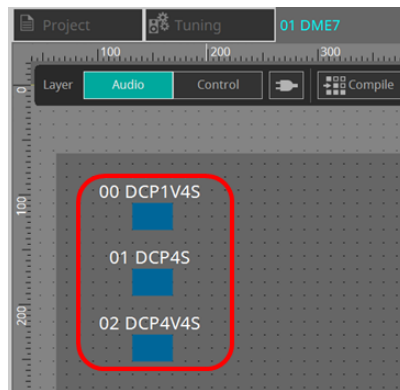 Project
Tuning
01 DME7
100
200
300
0
Layer
Audio
Control
Compile
100
00 DCP1V4S
01 DCP4S
200
02 DCP4V4S